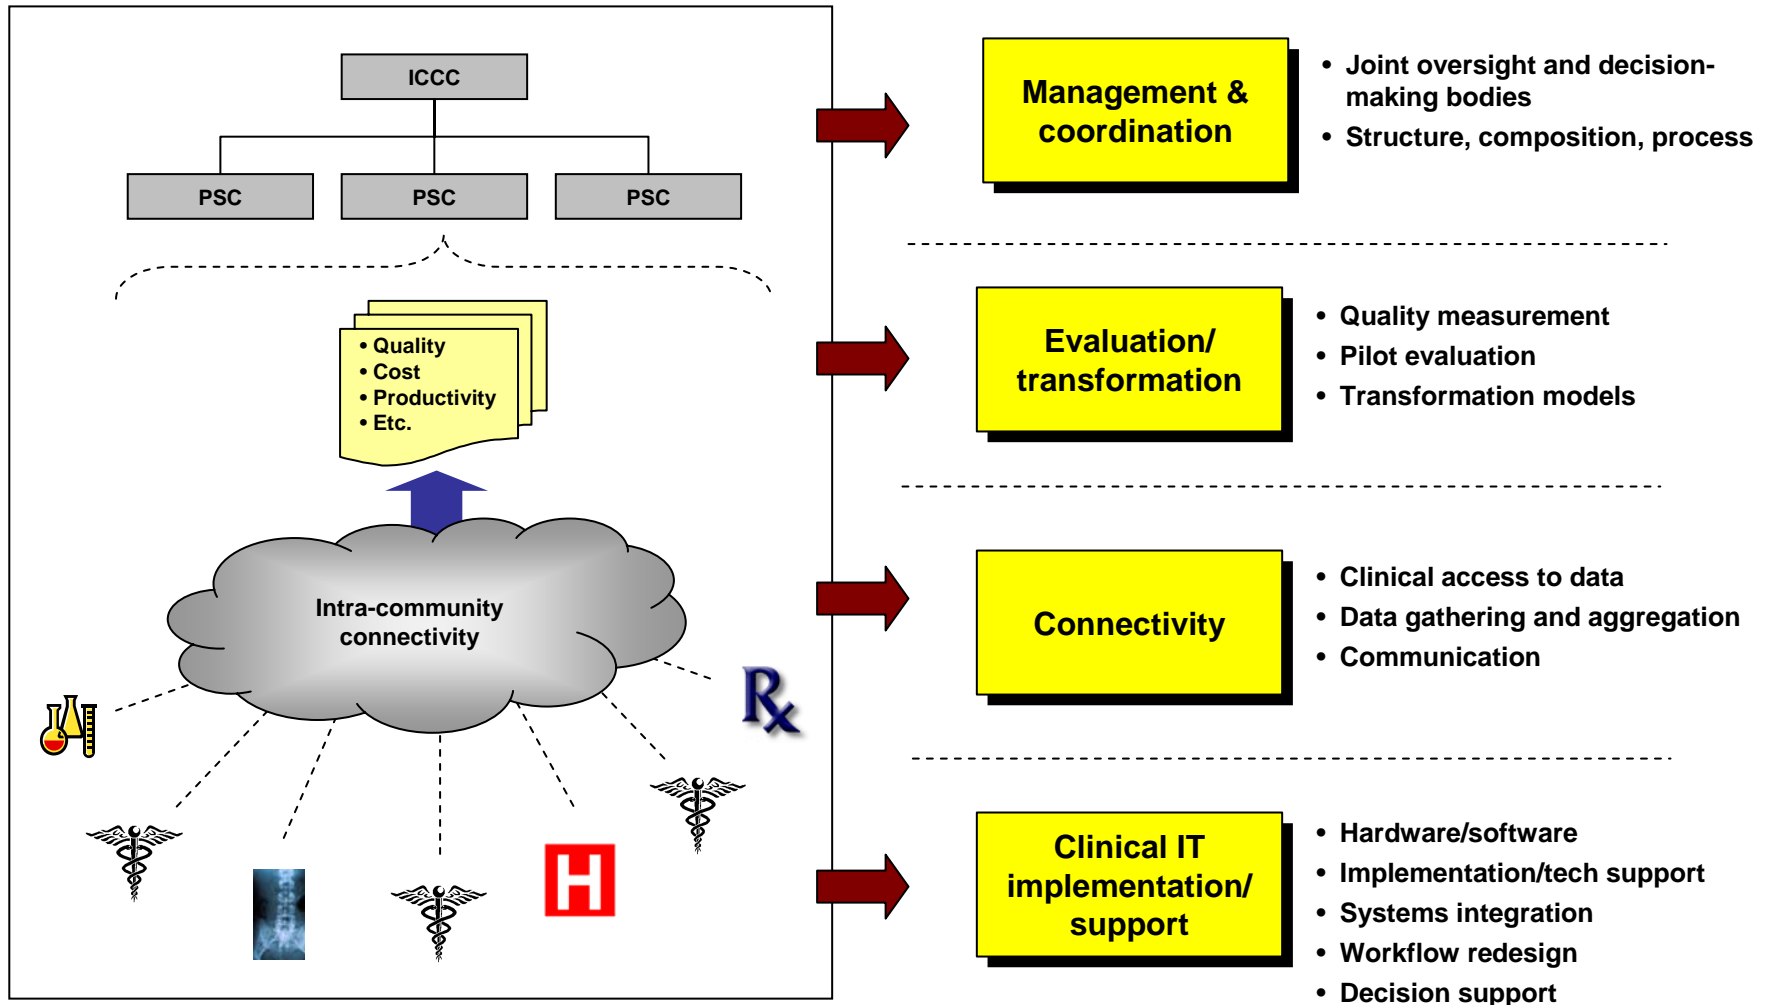 ICCC
PSC
PSC
PSC
• Quality
• Cost
• Productivity
• Etc.
Intra-community
connectivity
Rx
H
Management &
coordination
• Joint oversight and decision-
making bodies
• Structure, composition, process
Evaluation/
transformation
• Quality measurement
• Pilot evaluation
• Transformation models
Connectivity
• Clinical access to data
• Data gathering and aggregation
• Communication
Clinical IT
implementation/
support
• Hardware/software
• Implementation/tech support
• Systems integration
• Workflow redesign
• Decision support